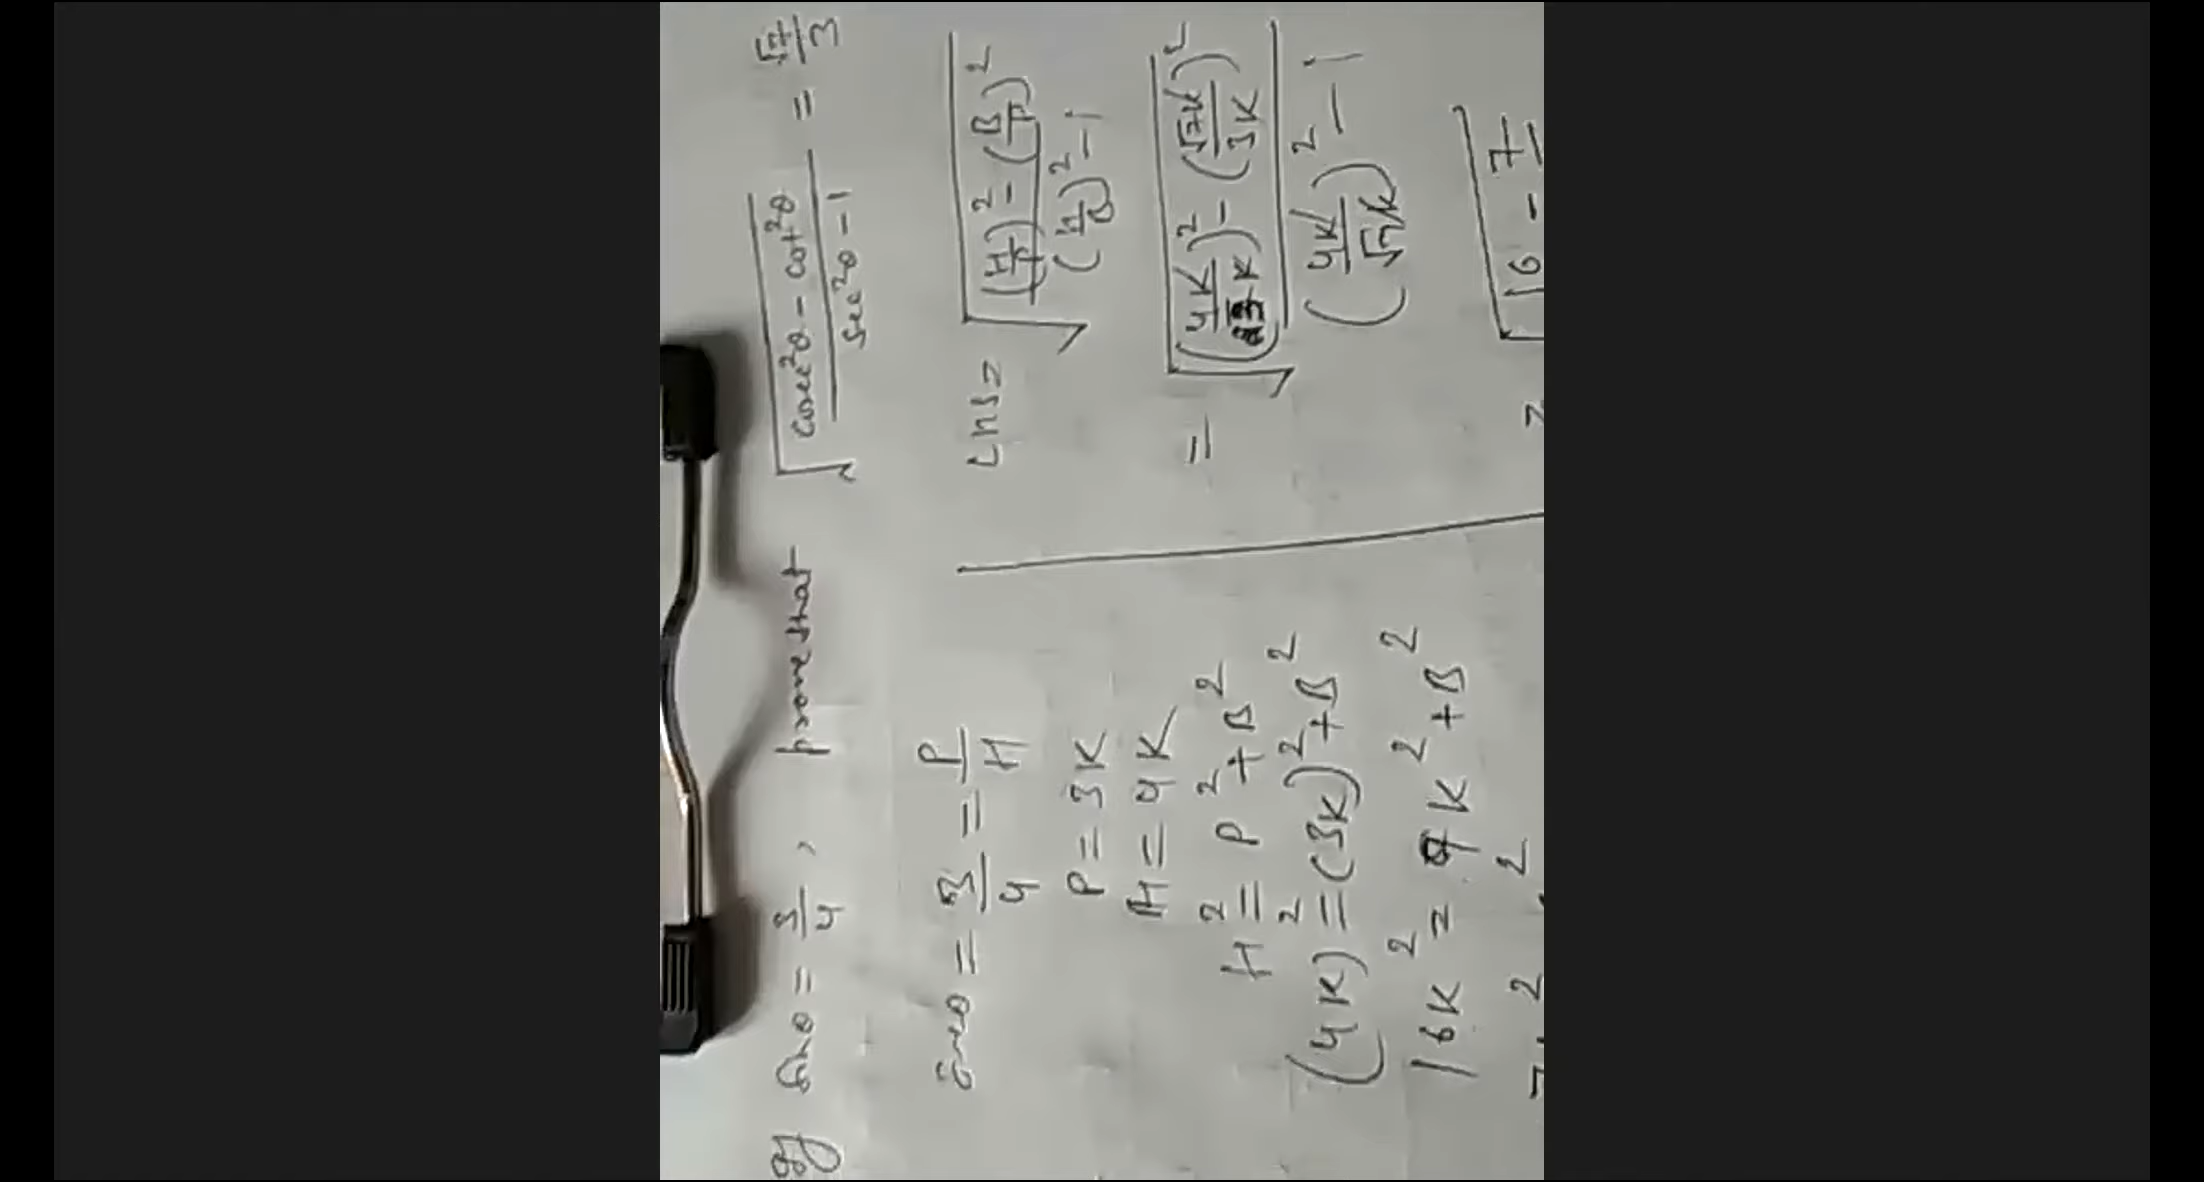 If sinθ = 3/4, prove that √((cosec²θ - cot²θ)/(sec²θ - 1)) = √7/3
sinθ = 3/4 = P/H
P = 3K
H = 4K
H² = P² + B²
(4K)² = (3K)² + B²
16K² = 9K² + B²
LHS = √(((H/P)² - (B/P)²)/((H/B)² - 1))
= √(((4K/3K)² - (√7K/3K)²)/((4K/√7K)² - 1))
= √(16 - 7